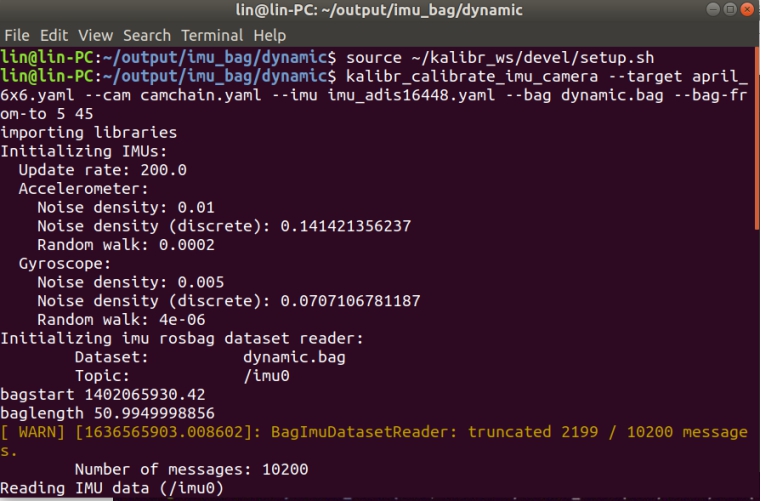 lin@lin-PC: ~/output/imu_bag/dynamic
File Edit View Search Terminal Help
lin@lin-PC:~/output/imu_bag/dynamic$ source ~/kalibr_ws/devel/setup.sh
lin@lin-PC:~/output/imu_bag/dynamic$ kalibr_calibrate_imu_camera --target april_
6x6.yaml --cam camchain.yaml --imu imu_adis16448.yaml --bag dynamic.bag --bag-fr
om-to 5 45
importing libraries
Initializing IMUs:
  Update rate: 200.0
  Accelerometer:
    Noise density: 0.01
    Noise density (discrete): 0.141421356237
    Random walk: 0.0002
  Gyroscope:
    Noise density: 0.005
    Noise density (discrete): 0.0707106781187
    Random walk: 4e-06
Initializing imu rosbag dataset reader:
        Dataset:          dynamic.bag
        Topic:            /imu0
bagstart 1402065930.42
baglength 50.9949998856
[ WARN] [1636565903.008602]: BagImuDatasetReader: truncated 2199 / 10200 message
s.
        Number of messages: 10200
Reading IMU data (/imu0)